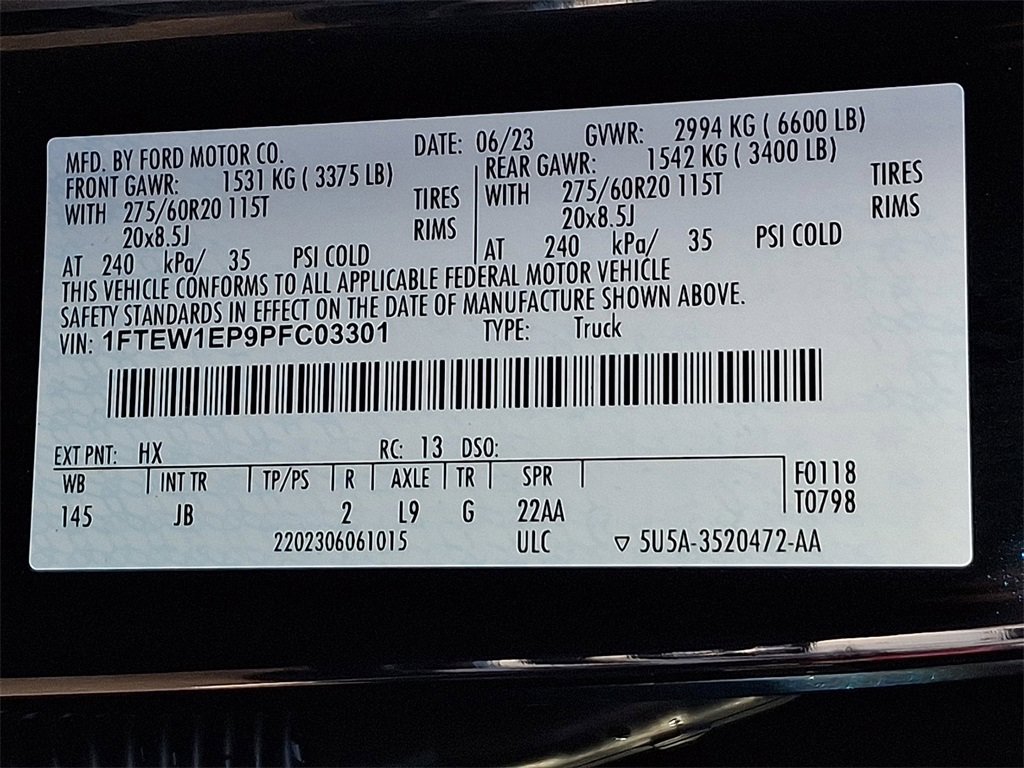 MFD. BY FORD MOTOR CO. DATE: 06/23 GVWR: 2994 KG ( 6600 LB)
FRONT GAWR: 1531 KG ( 3375 LB) REAR GAWR: 1542 KG ( 3400 LB)
WITH 275/60R20 115T TIRES WITH 275/60R20 115T TIRES
20x8.5J RIMS 20x8.5J RIMS
AT 240 kPa/ 35 PSI COLD AT 240 kPa/ 35 PSI COLD
THIS VEHICLE CONFORMS TO ALL APPLICABLE FEDERAL MOTOR VEHICLE
SAFETY STANDARDS IN EFFECT ON THE DATE OF MANUFACTURE SHOWN ABOVE.
VIN: 1FTEW1EP9PFC03301 TYPE: Truck
EXT PNT: HX RC: 13 DSO:
WB INT TR TP/PS R AXLE TR SPR F0118
145 JB 2 L9 G 22AA T0798
2202306061015 ULC ▽ 5U5A-3520472-AA